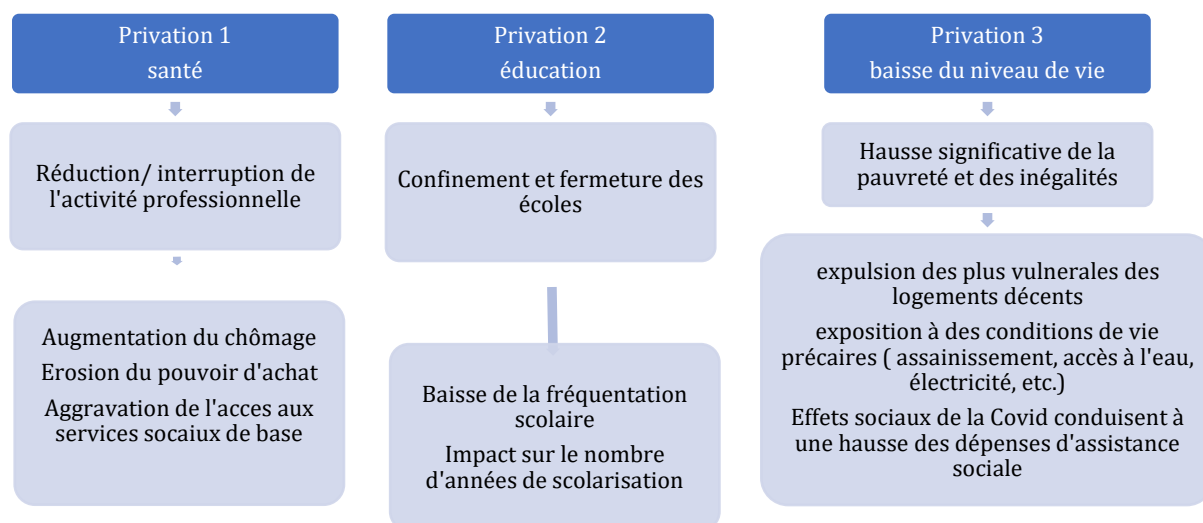 Privation 1
santé
Réduction/ interruption de
l'activité professionnelle
Augmentation du chômage
Erosion du pouvoir d'achat
Aggravation de l'acces aux
services socaiux de base
Privation 2
éducation
Confinement et fermeture des
écoles
Baisse de la fréquentation
scolaire
Impact sur le nombre
d'années de scolarisation
Privation 3
baisse du niveau de vie
Hausse significative de la
pauvreté et des inégalités
expulsion des plus vulnerales des
logements décents
exposition à des conditions de vie
précaires ( assainissement, accès à l'eau,
électricité, etc.)
Effets sociaux de la Covid conduisent à
une hausse des dépenses d'assistance
sociale